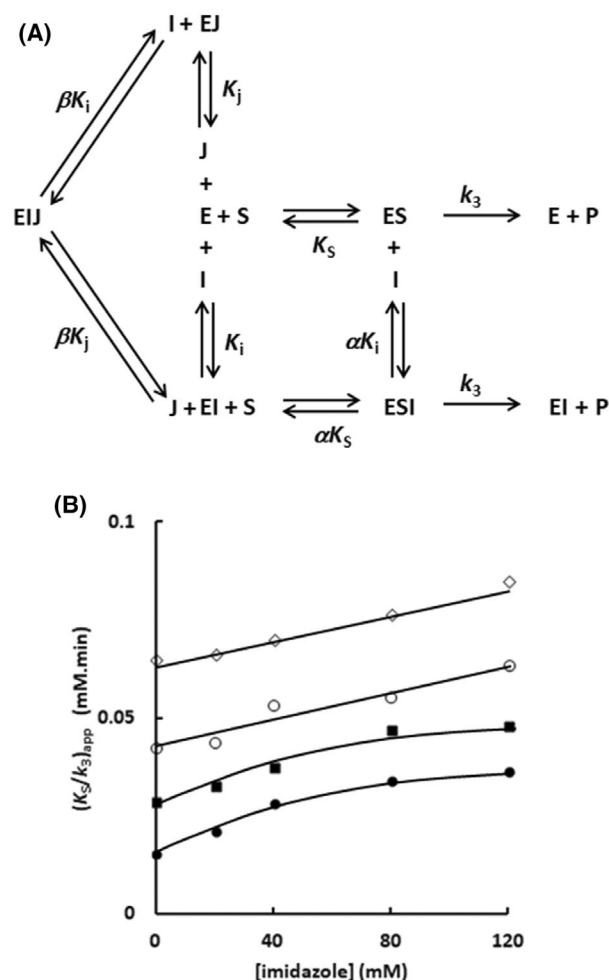 (A)
I + EJ
βKi
Kj
J
+
EIJ
E + S
ES
k3
E + P
+
KS
+
I
I
βKj
Ki
αKi
J + EI + S
ESI
k3
EI + P
αKS
(B)
0.1
0.05
0
(KS/k3)app (mM.min)
0
40
80
120
[imidazole] (mM)